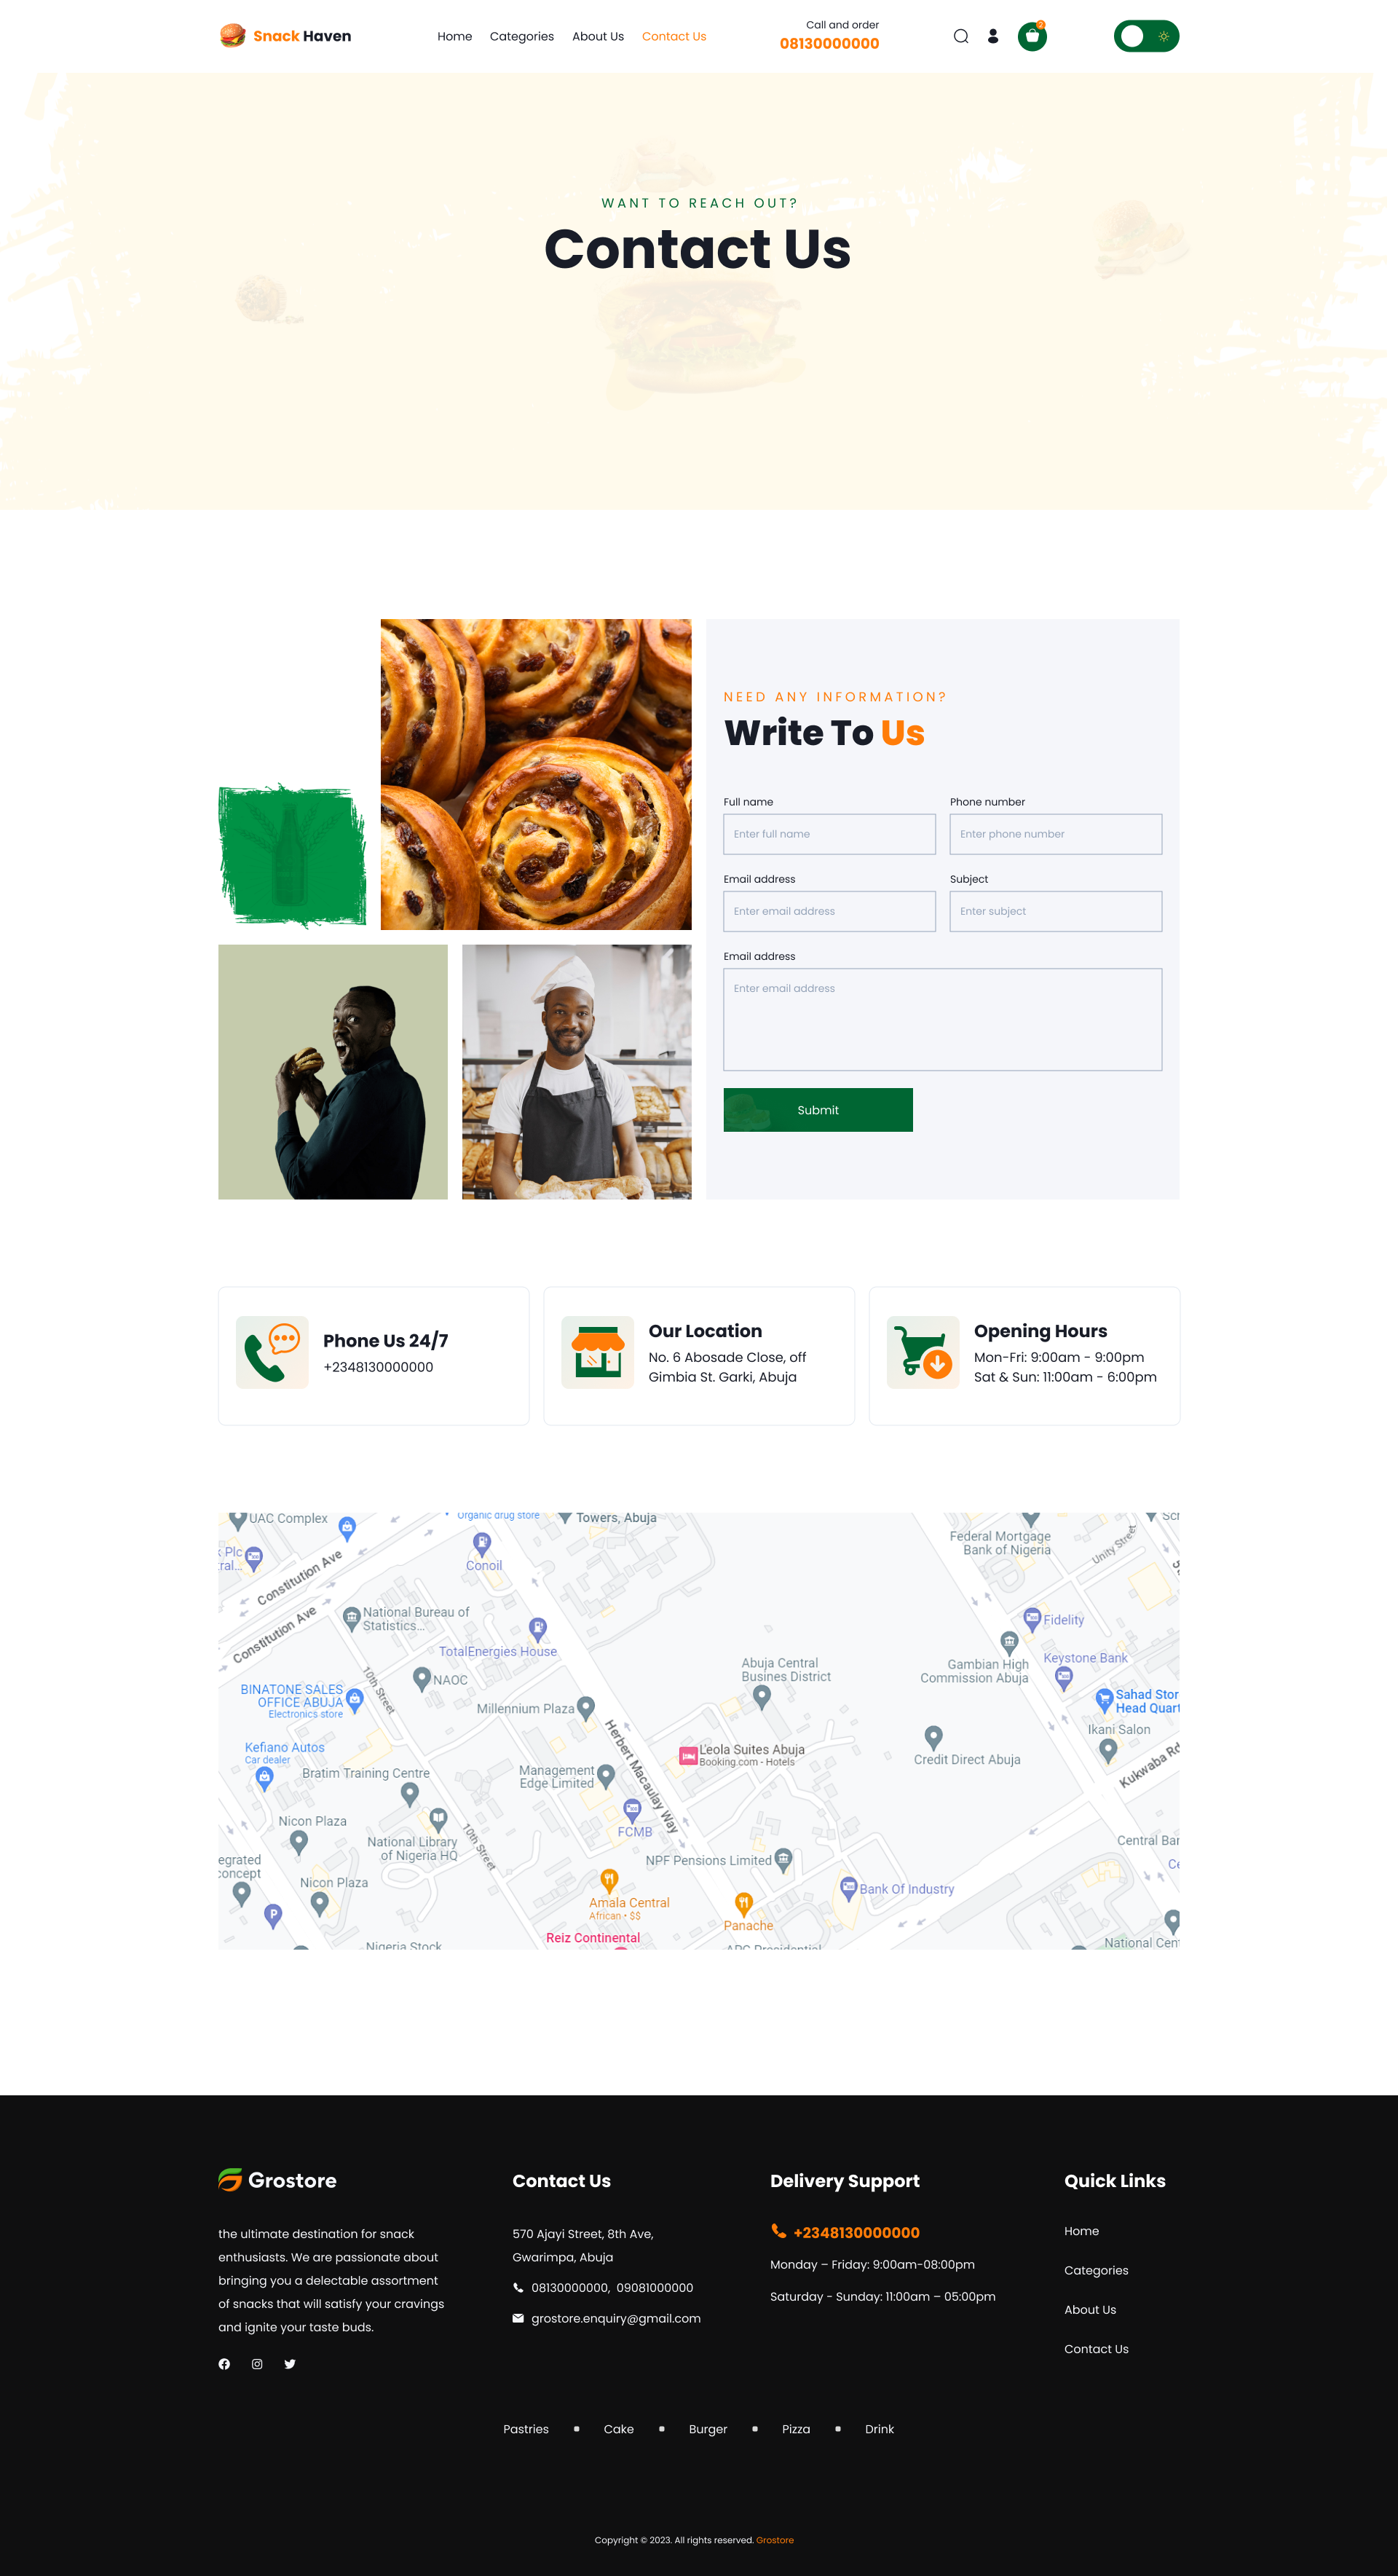 Snack Haven
Home Categories About Us Contact Us
Call and order
08130000000
2
WANT TO REACH OUT?
Contact Us
NEED ANY INFORMATION?
Write To Us
Full name Phone number
Enter full name Enter phone number
Email address Subject
Enter email address Enter subject
Email address
Enter email address
Submit
Phone Us 24/7
+2348130000000
Our Location
No. 6 Abosade Close, off
Gimbia St. Garki, Abuja
Opening Hours
Mon-Fri: 9:00am - 9:00pm
Sat & Sun: 11:00am - 6:00pm
UAC Complex
Organic drug store
Towers, Abuja
Federal Mortgage
Bank of Nigeria
Unity Street
Constitution Ave
Conoil
Constitution Ave
National Bureau of
Statistics...
TotalEnergies House
Fidelity
Abuja Central
Busines District
Gambian High
Commission Abuja
Keystone Bank
10th Street
NAOC
BINATONE SALES
OFFICE ABUJA
Electronics store
Millennium Plaza
Sahad Stor
Head Quart
Ikani Salon
Herbert Macaulay Way
Kefiano Autos
Car dealer
L'eola Suites Abuja
Booking.com - Hotels
Credit Direct Abuja
Kukwaba Rd
Bratim Training Centre
Management
Edge Limited
Nicon Plaza
FCMB
National Library
of Nigeria HQ
10th Street
Central Bar
NPF Pensions Limited
egrated
concept
Nicon Plaza
P
Amala Central
African • $$
Bank Of Industry
Panache
Reiz Continental
Nigeria Stock
APC Presidential
National Cent
Grostore
the ultimate destination for snack
enthusiasts. We are passionate about
bringing you a delectable assortment
of snacks that will satisfy your cravings
and ignite your taste buds.
Contact Us
570 Ajayi Street, 8th Ave,
Gwarimpa, Abuja
08130000000, 09081000000
grostore.enquiry@gmail.com
Delivery Support
+2348130000000
Monday – Friday: 9:00am-08:00pm
Saturday - Sunday: 11:00am – 05:00pm
Quick Links
Home
Categories
About Us
Contact Us
Pastries Cake Burger Pizza Drink
Copyright © 2023. All rights reserved. Grostore